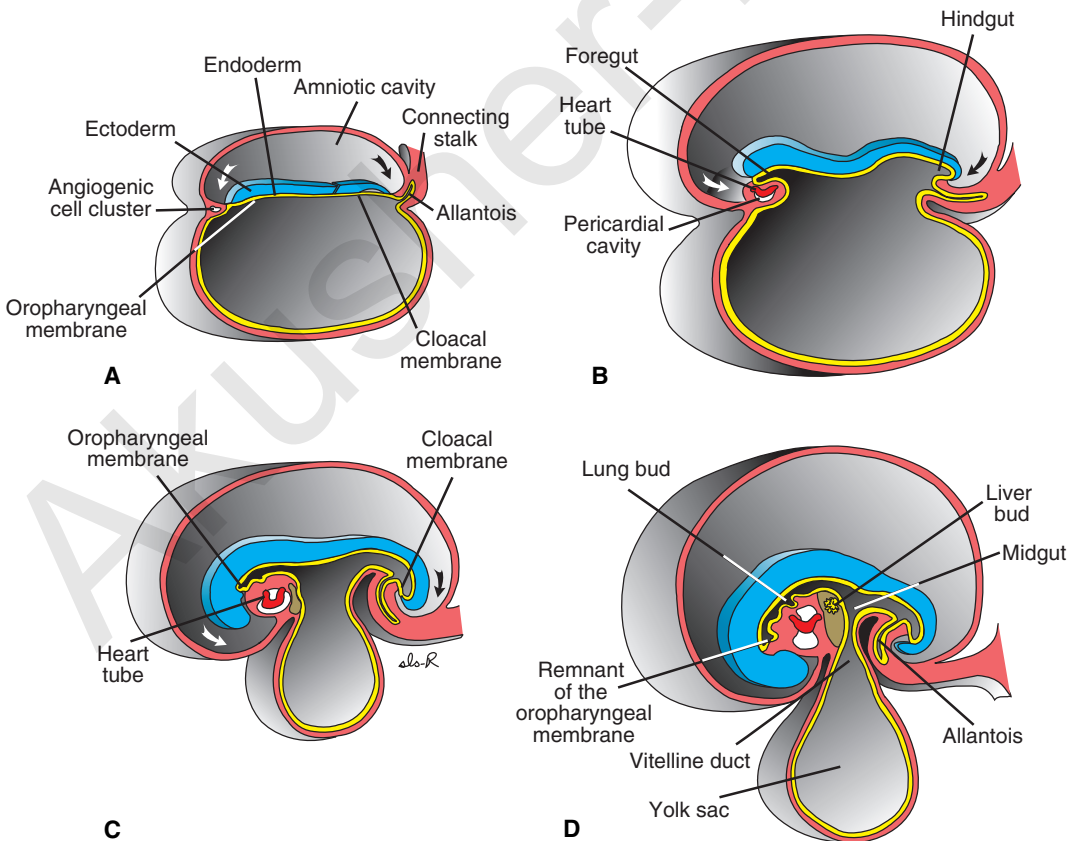 Endoderm
Amniotic cavity
Ectoderm
Connecting
stalk
Angiogenic
cell cluster
Allantois
Oropharyngeal
membrane
Cloacal
membrane
A
Hindgut
Foregut
Heart
tube
Pericardial
cavity
B
Oropharyngeal
membrane
Cloacal
membrane
Heart
tube
sls-R
C
Lung bud
Liver
bud
Midgut
Remnant
of the
oropharyngeal
membrane
Allantois
Vitelline duct
Yolk sac
D
Akusher-